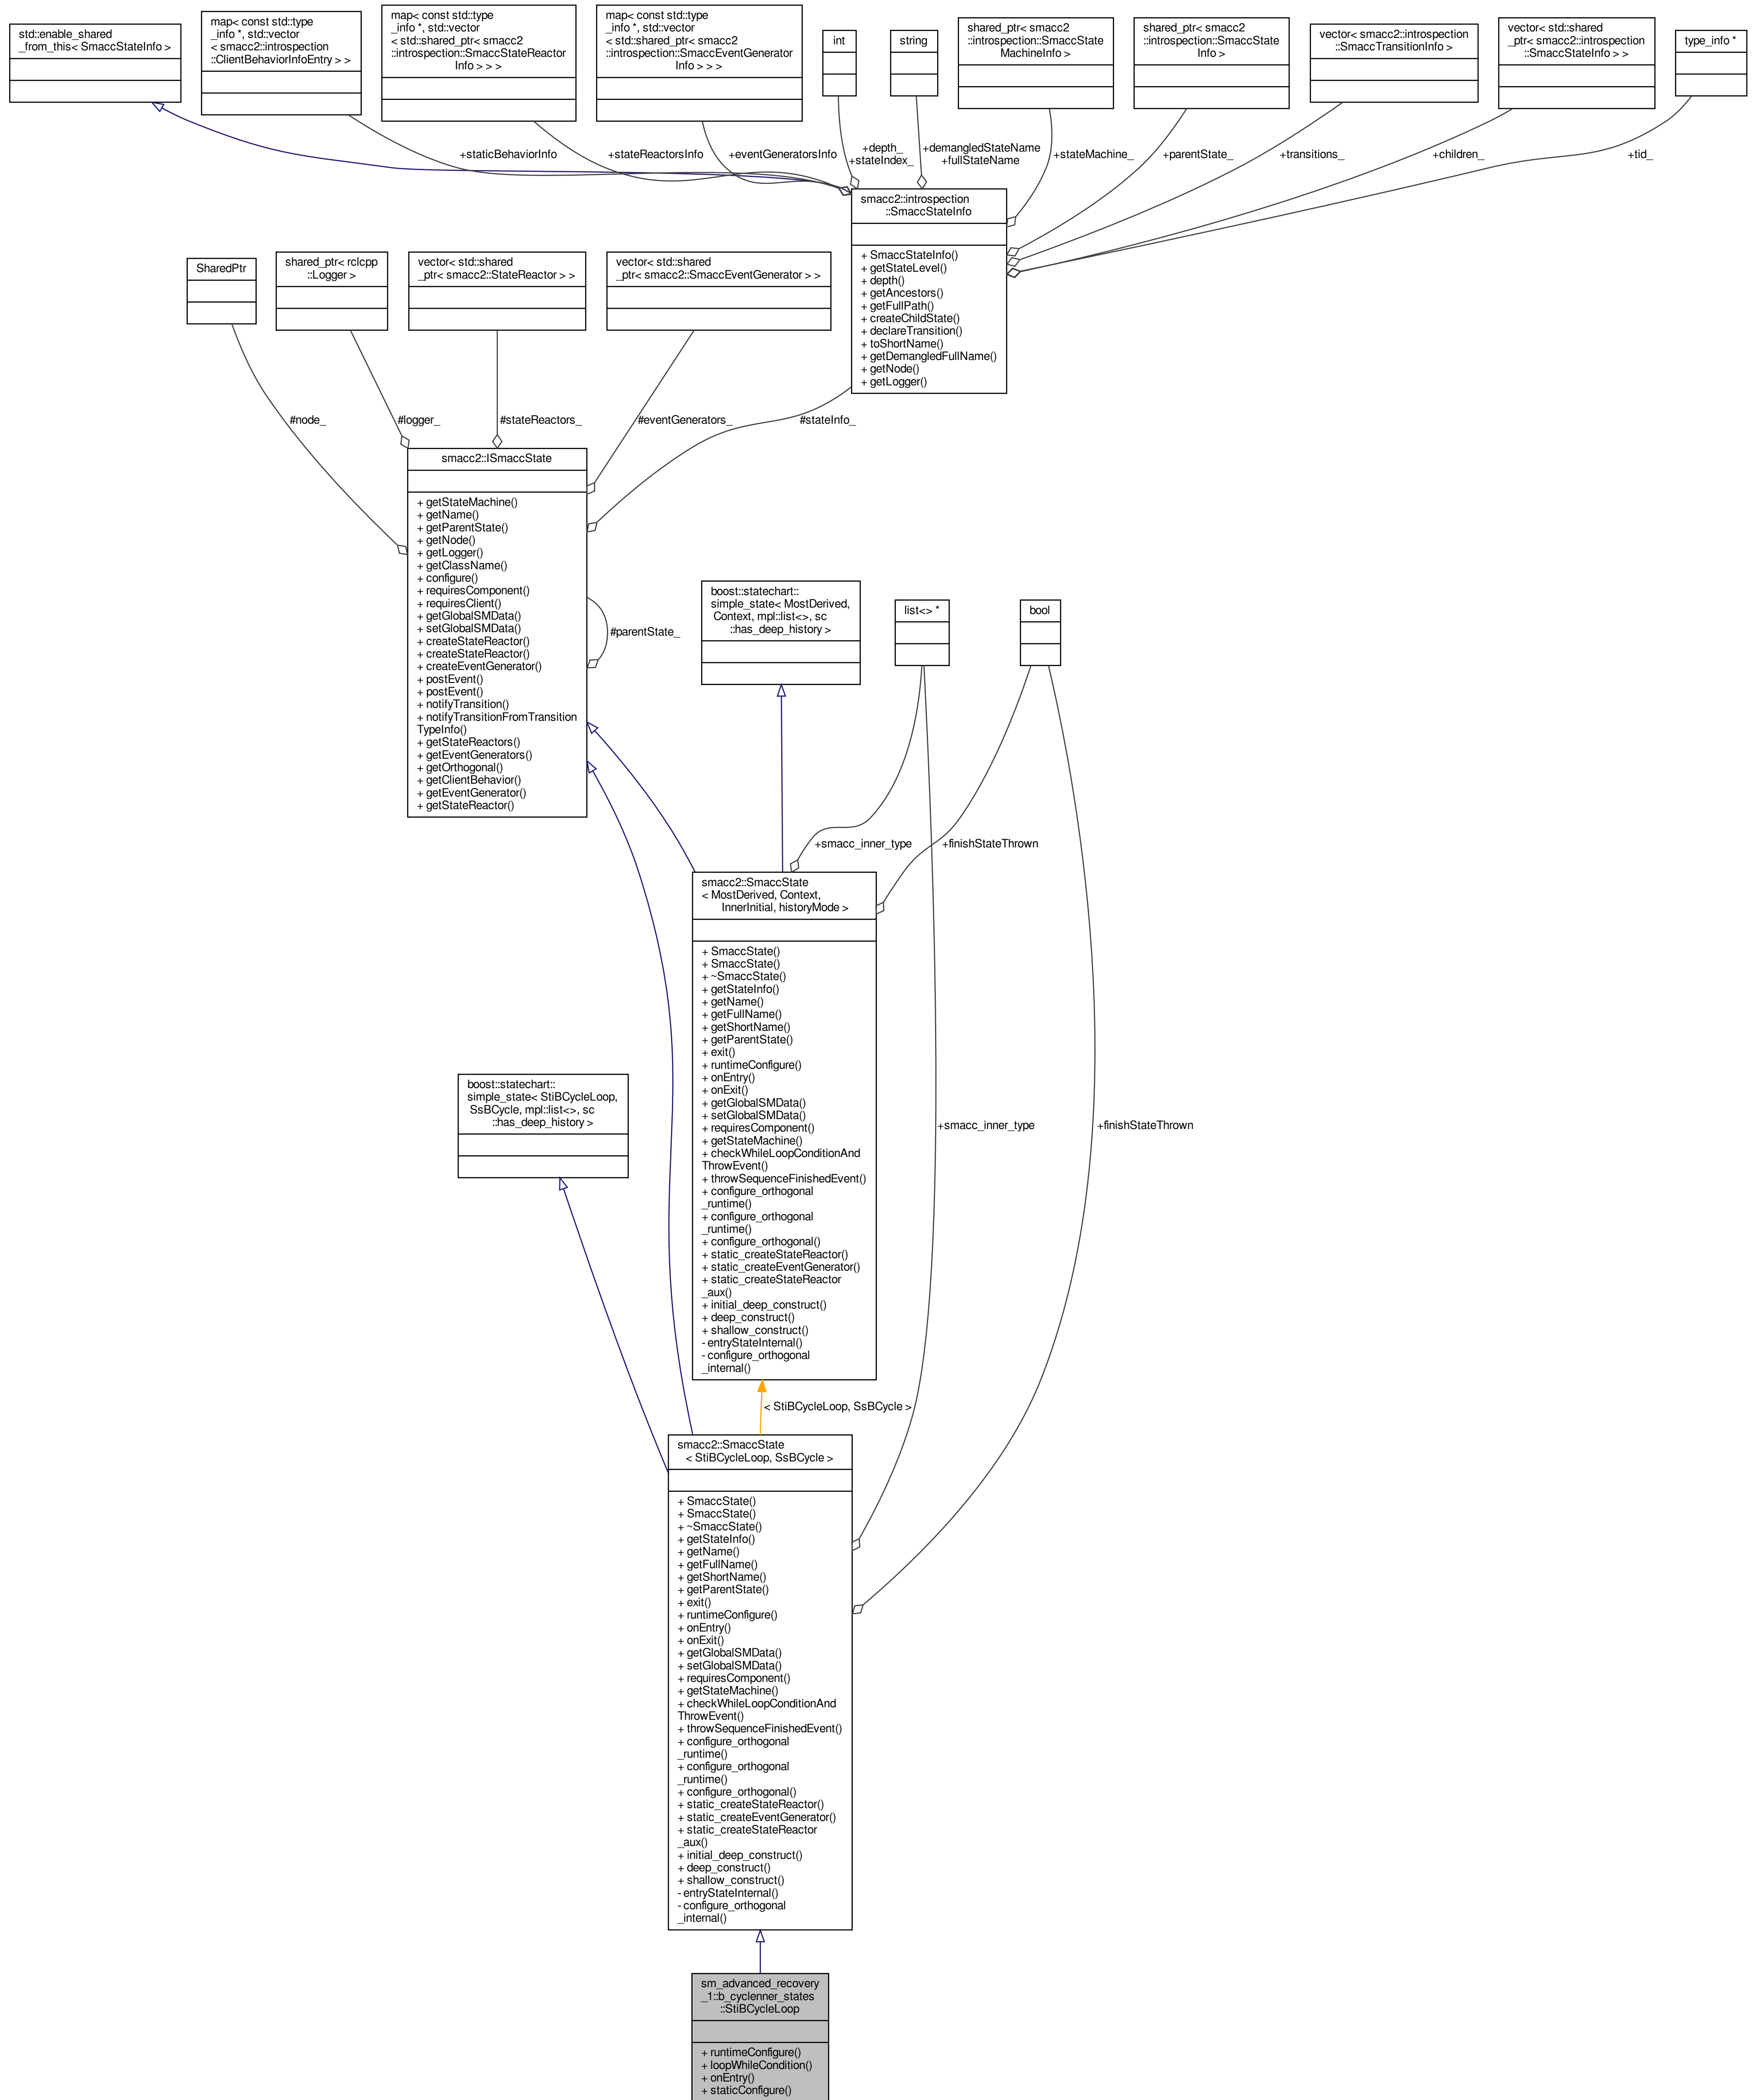 std::enable_shared
_from_this< SmaccStateInfo >
map< const std::type
_info *, std::vector
< smacc2::introspection
::ClientBehaviorInfoEntry > >
map< const std::type
_info *, std::vector
< std::shared_ptr< smacc2
::introspection::SmaccStateReactor
Info > > >
map< const std::type
_info *, std::vector
< std::shared_ptr< smacc2
::introspection::SmaccEventGenerator
Info > > >
int
string
shared_ptr< smacc2
::introspection::SmaccState
MachineInfo >
shared_ptr< smacc2
::introspection::SmaccState
Info >
vector< smacc2::introspection
::SmaccTransitionInfo >
vector< std::shared
_ptr< smacc2::introspection
::SmaccStateInfo > >
type_info *
+staticBehaviorInfo
+stateReactorsInfo
+eventGeneratorsInfo
+depth_
+stateIndex_
+demangledStateName
+fullStateName
+stateMachine_
+parentState_
+transitions_
+children_
+tid_
smacc2::introspection
::SmaccStateInfo
+ SmaccStateInfo()
+ getStateLevel()
+ depth()
+ getAncestors()
+ getFullPath()
+ createChildState()
+ declareTransition()
+ toShortName()
+ getDemangledFullName()
+ getNode()
+ getLogger()
SharedPtr
shared_ptr< rclcpp
::Logger >
vector< std::shared
_ptr< smacc2::StateReactor > >
vector< std::shared
_ptr< smacc2::SmaccEventGenerator > >
#node_
#logger_
#stateReactors_
#eventGenerators_
#stateInfo_
smacc2::ISmaccState
+ getStateMachine()
+ getName()
+ getParentState()
+ getNode()
+ getLogger()
+ getClassName()
+ configure()
+ requiresComponent()
+ requiresClient()
+ getGlobalSMData()
+ setGlobalSMData()
+ createStateReactor()
+ createStateReactor()
+ createEventGenerator()
+ postEvent()
+ postEvent()
+ notifyTransition()
+ notifyTransitionFromTransition
TypeInfo()
+ getStateReactors()
+ getEventGenerators()
+ getOrthogonal()
+ getClientBehavior()
+ getEventGenerator()
+ getStateReactor()
#parentState_
boost::statechart::
simple_state< MostDerived,
Context, mpl::list<>, sc
::has_deep_history >
list<> *
bool
+smacc_inner_type
+finishStateThrown
smacc2::SmaccState
< MostDerived, Context,
InnerInitial, historyMode >
+ SmaccState()
+ SmaccState()
+ ~SmaccState()
+ getStateInfo()
+ getName()
+ getFullName()
+ getShortName()
+ getParentState()
+ exit()
+ runtimeConfigure()
+ onEntry()
+ onExit()
+ getGlobalSMData()
+ setGlobalSMData()
+ requiresComponent()
+ getStateMachine()
+ checkWhileLoopConditionAnd
ThrowEvent()
+ throwSequenceFinishedEvent()
+ configure_orthogonal
_runtime()
+ configure_orthogonal
_runtime()
+ configure_orthogonal()
+ static_createStateReactor()
+ static_createEventGenerator()
+ static_createStateReactor
_aux()
+ initial_deep_construct()
+ deep_construct()
+ shallow_construct()
- entryStateInternal()
- configure_orthogonal
_internal()
boost::statechart::
simple_state< StiBCycleLoop,
SsBCycle, mpl::list<>, sc
::has_deep_history >
+smacc_inner_type
+finishStateThrown
< StiBCycleLoop, SsBCycle >
smacc2::SmaccState
< StiBCycleLoop, SsBCycle >
+ SmaccState()
+ SmaccState()
+ ~SmaccState()
+ getStateInfo()
+ getName()
+ getFullName()
+ getShortName()
+ getParentState()
+ exit()
+ runtimeConfigure()
+ onEntry()
+ onExit()
+ getGlobalSMData()
+ setGlobalSMData()
+ requiresComponent()
+ getStateMachine()
+ checkWhileLoopConditionAnd
ThrowEvent()
+ throwSequenceFinishedEvent()
+ configure_orthogonal
_runtime()
+ configure_orthogonal
_runtime()
+ configure_orthogonal()
+ static_createStateReactor()
+ static_createEventGenerator()
+ static_createStateReactor
_aux()
+ initial_deep_construct()
+ deep_construct()
+ shallow_construct()
- entryStateInternal()
- configure_orthogonal
_internal()
sm_advanced_recovery
_1::b_cyclenner_states
::StiBCycleLoop
+ runtimeConfigure()
+ loopWhileCondition()
+ onEntry()
+ staticConfigure()